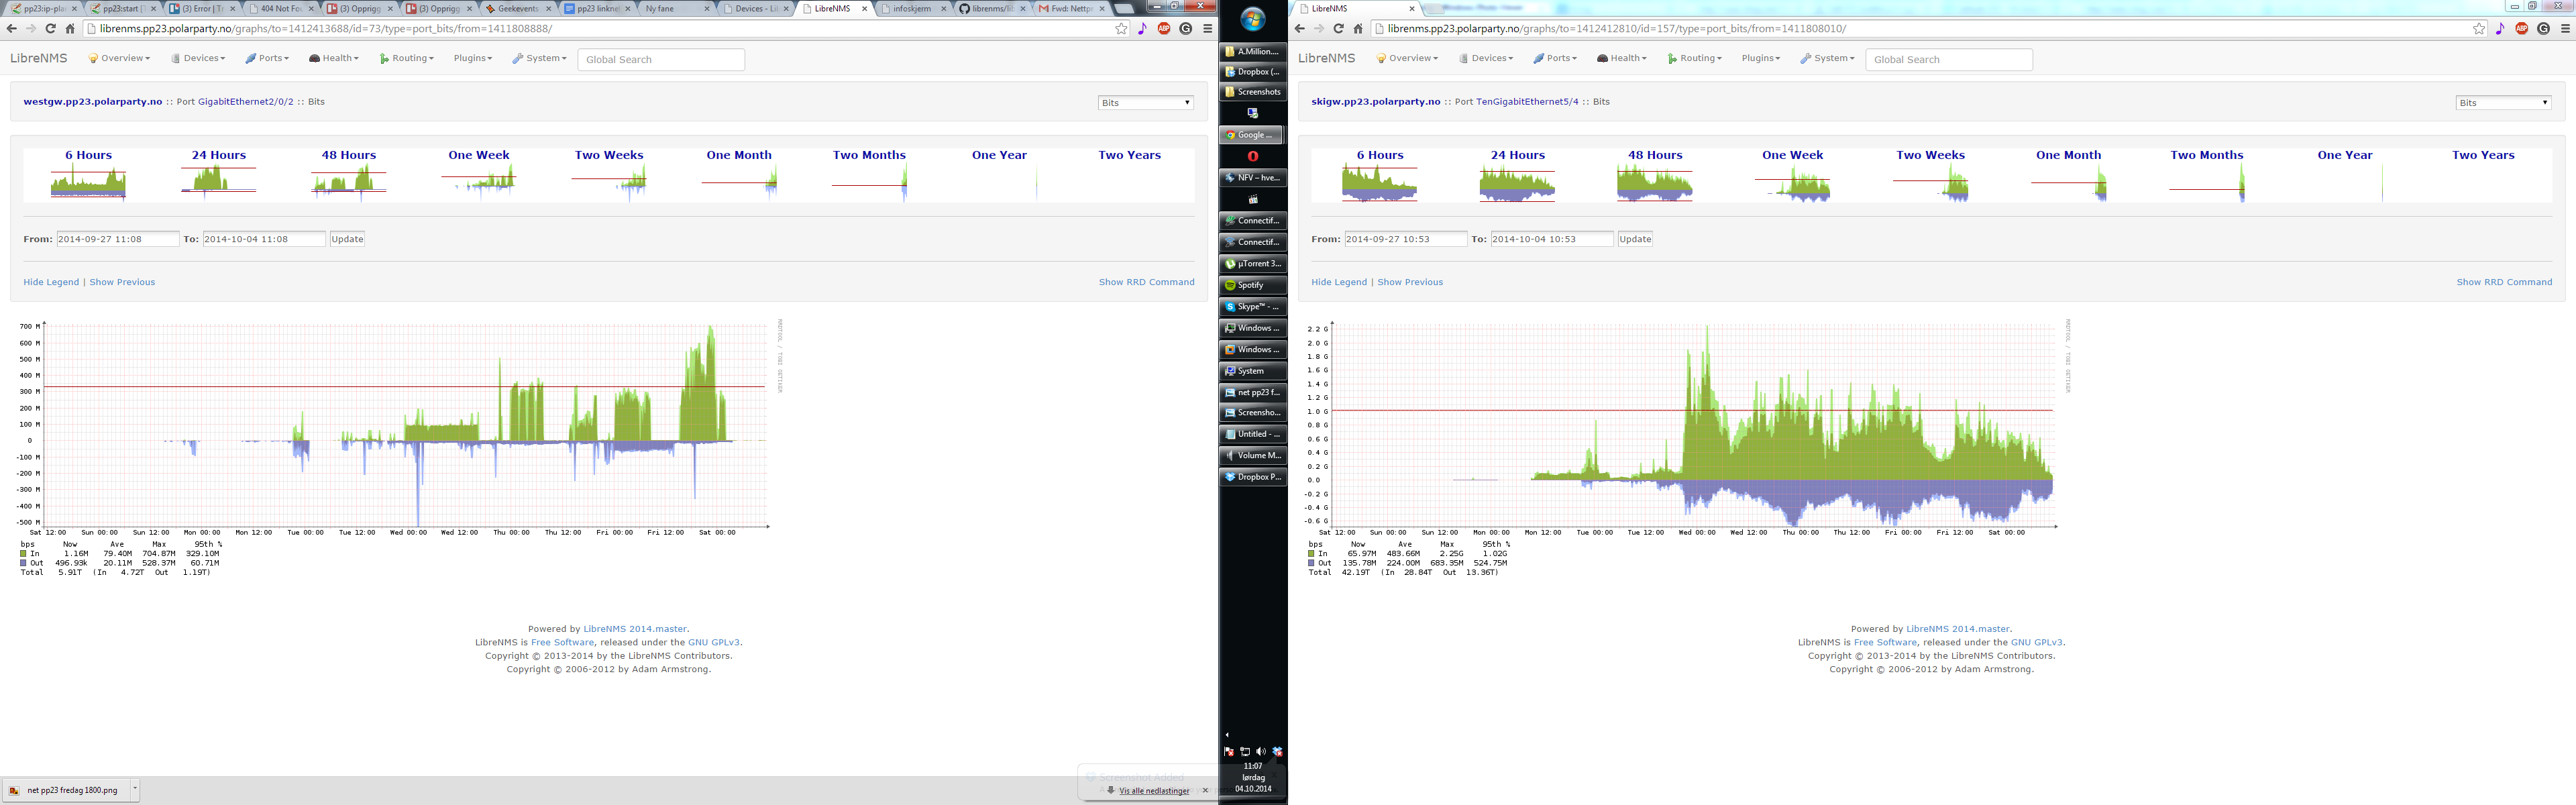 pp23:ip-plan
pp23:start [
(3) Error | Tr
404 Not Fou
(3) Opprigg
(3) Opprigg
Geekevents
pp23 linknet
Ny fane
Devices - Lib
LibreNMS
infoskjerm
librenms/lib
Fwd: Nettpr
librenms.pp23.polarparty.no/graphs/to=1412413688/id=73/type=port_bits/from=1411808888/
LibreNMS Overview Devices Ports Health Routing Plugins System Global Search
westgw.pp23.polarparty.no :: Port GigabitEthernet2/0/2 :: Bits
Bits
6 Hours 24 Hours 48 Hours One Week Two Weeks One Month Two Months One Year Two Years
From: 2014-09-27 11:08 To: 2014-10-04 11:08 Update
Hide Legend | Show Previous
Show RRD Command
700 M
600 M
500 M
400 M
300 M
200 M
100 M
0
-100 M
-200 M
-300 M
-400 M
-500 M
RRDTOOL / TOBI OETIKER
Sat 12:00 Sun 00:00 Sun 12:00 Mon 00:00 Mon 12:00 Tue 00:00 Tue 12:00 Wed 00:00 Wed 12:00 Thu 00:00 Thu 12:00 Fri 00:00 Fri 12:00 Sat 00:00
bps Now Ave Max 95th %
In 1.16M 79.40M 704.87M 329.10M
Out 496.93k 20.11M 528.37M 60.71M
Total 5.91T (In 4.72T Out 1.19T)
Powered by LibreNMS 2014.master.
LibreNMS is Free Software, released under the GNU GPLv3.
Copyright © 2013-2014 by the LibreNMS Contributors.
Copyright © 2006-2012 by Adam Armstrong.
net pp23 fredag 1800.png
Screenshot Added
Vis alle nedlastinger
A.Million....
Dropbox (...
Screenshots
Google ...
NFV – hve...
Connectif...
Connectif...
µTorrent 3...
Spotify
Skype™ - ...
Windows ...
Windows ...
System
net pp23 f...
Screensho...
Untitled - ...
Volume M...
Dropbox P...
11:07
lørdag
04.10.2014
LibreNMS
librenms.pp23.polarparty.no/graphs/to=1412412810/id=157/type=port_bits/from=1411808010/
LibreNMS Overview Devices Ports Health Routing Plugins System Global Search
skigw.pp23.polarparty.no :: Port TenGigabitEthernet5/4 :: Bits
Bits
6 Hours 24 Hours 48 Hours One Week Two Weeks One Month Two Months One Year Two Years
From: 2014-09-27 10:53 To: 2014-10-04 10:53 Update
Hide Legend | Show Previous
Show RRD Command
2.2 G
2.0 G
1.8 G
1.6 G
1.4 G
1.2 G
1.0 G
0.8 G
0.6 G
0.4 G
0.2 G
0.0
-0.2 G
-0.4 G
-0.6 G
RRDTOOL / TOBI OETIKER
Sat 12:00 Sun 00:00 Sun 12:00 Mon 00:00 Mon 12:00 Tue 00:00 Tue 12:00 Wed 00:00 Wed 12:00 Thu 00:00 Thu 12:00 Fri 00:00 Fri 12:00 Sat 00:00
bps Now Ave Max 95th %
In 65.97M 483.66M 2.25G 1.02G
Out 135.78M 224.00M 683.35M 524.75M
Total 42.19T (In 28.84T Out 13.36T)
Powered by LibreNMS 2014.master.
LibreNMS is Free Software, released under the GNU GPLv3.
Copyright © 2013-2014 by the LibreNMS Contributors.
Copyright © 2006-2012 by Adam Armstrong.